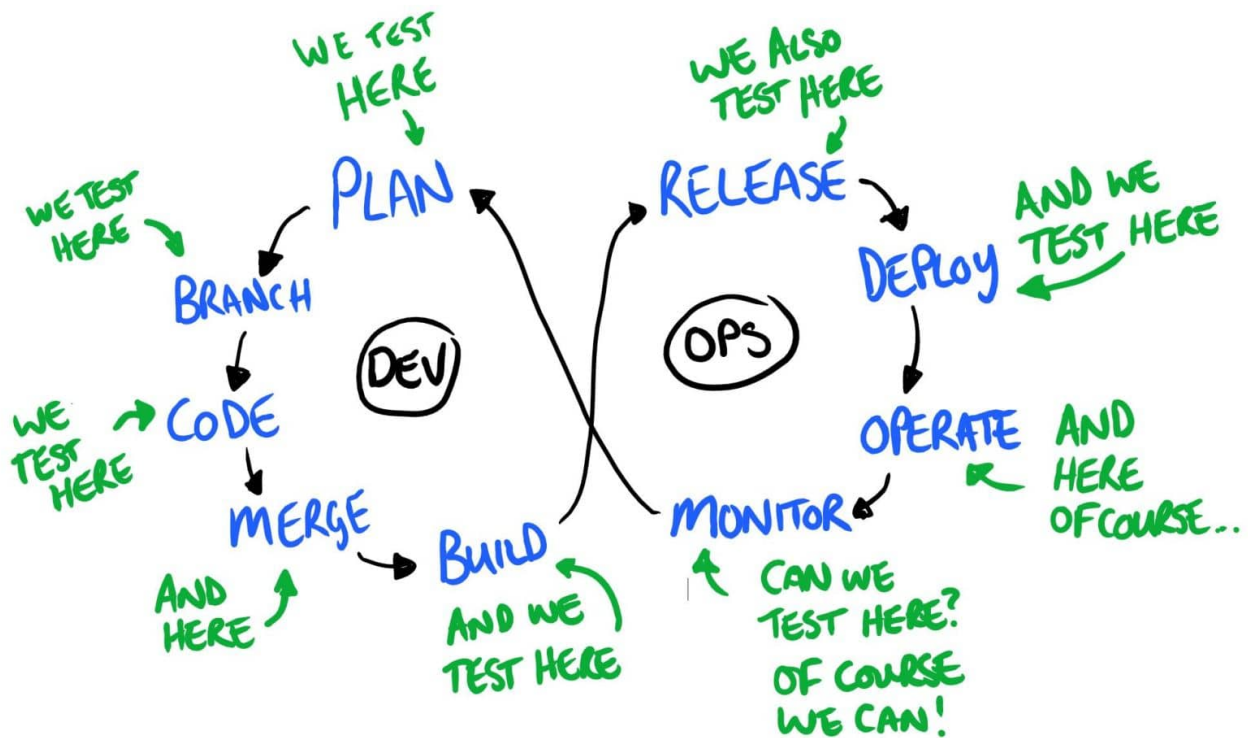 WE TEST
HERE
PLAN
WE TEST
HERE
BRANCH
DEV
WE
TEST
HERE
CODE
MERGE
AND
HERE
BUILD
AND WE
TEST HERE
WE ALSO
TEST HERE
RELEASE
AND WE
TEST HERE
DEPLOY
OPS
OPERATE
AND
HERE
OF COURSE...
MONITOR
CAN WE
TEST HERE?
OF COURSE
WE CAN!